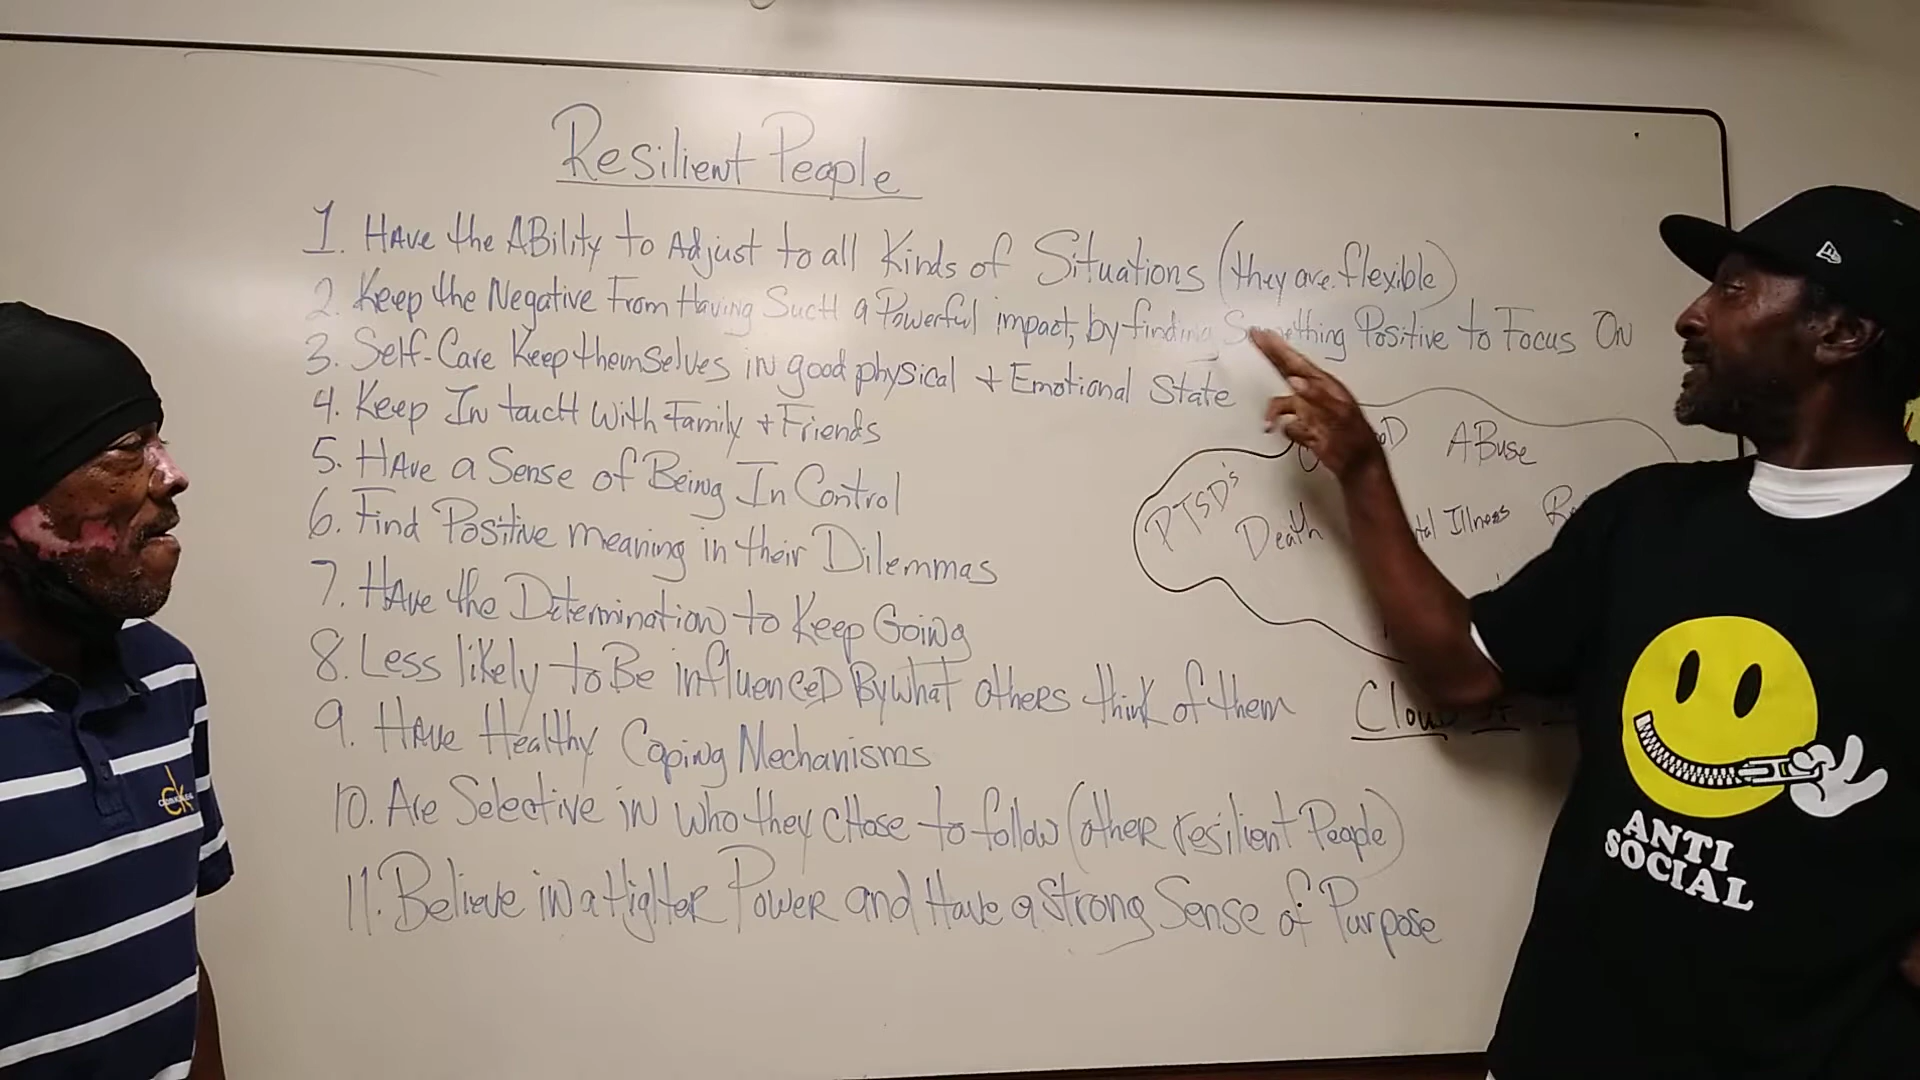 Resilient People
1. Have the Ability to Adjust to all Kinds of Situations (they are flexible)
2. Keep the Negative From Having Such a Powerful impact, by finding Something Positive to Focus On
3. Self-Care Keep themselves in good physical + Emotional State
4. Keep In touch With Family + Friends
5. Have a Sense of Being In Control
6. Find Positive meaning in their Dilemmas
7. Have the Determination to Keep Going
8. Less likely to Be influenced By what others think of them
9. Have Healthy Coping Mechanisms
10. Are Selective in who they chose to follow (other resilient People)
11. Believe in a Higher Power and Have a strong Sense of Purpose
ABuse
PTSD's
Death Illness
Cloud
ck
ANTI
SOCIAL